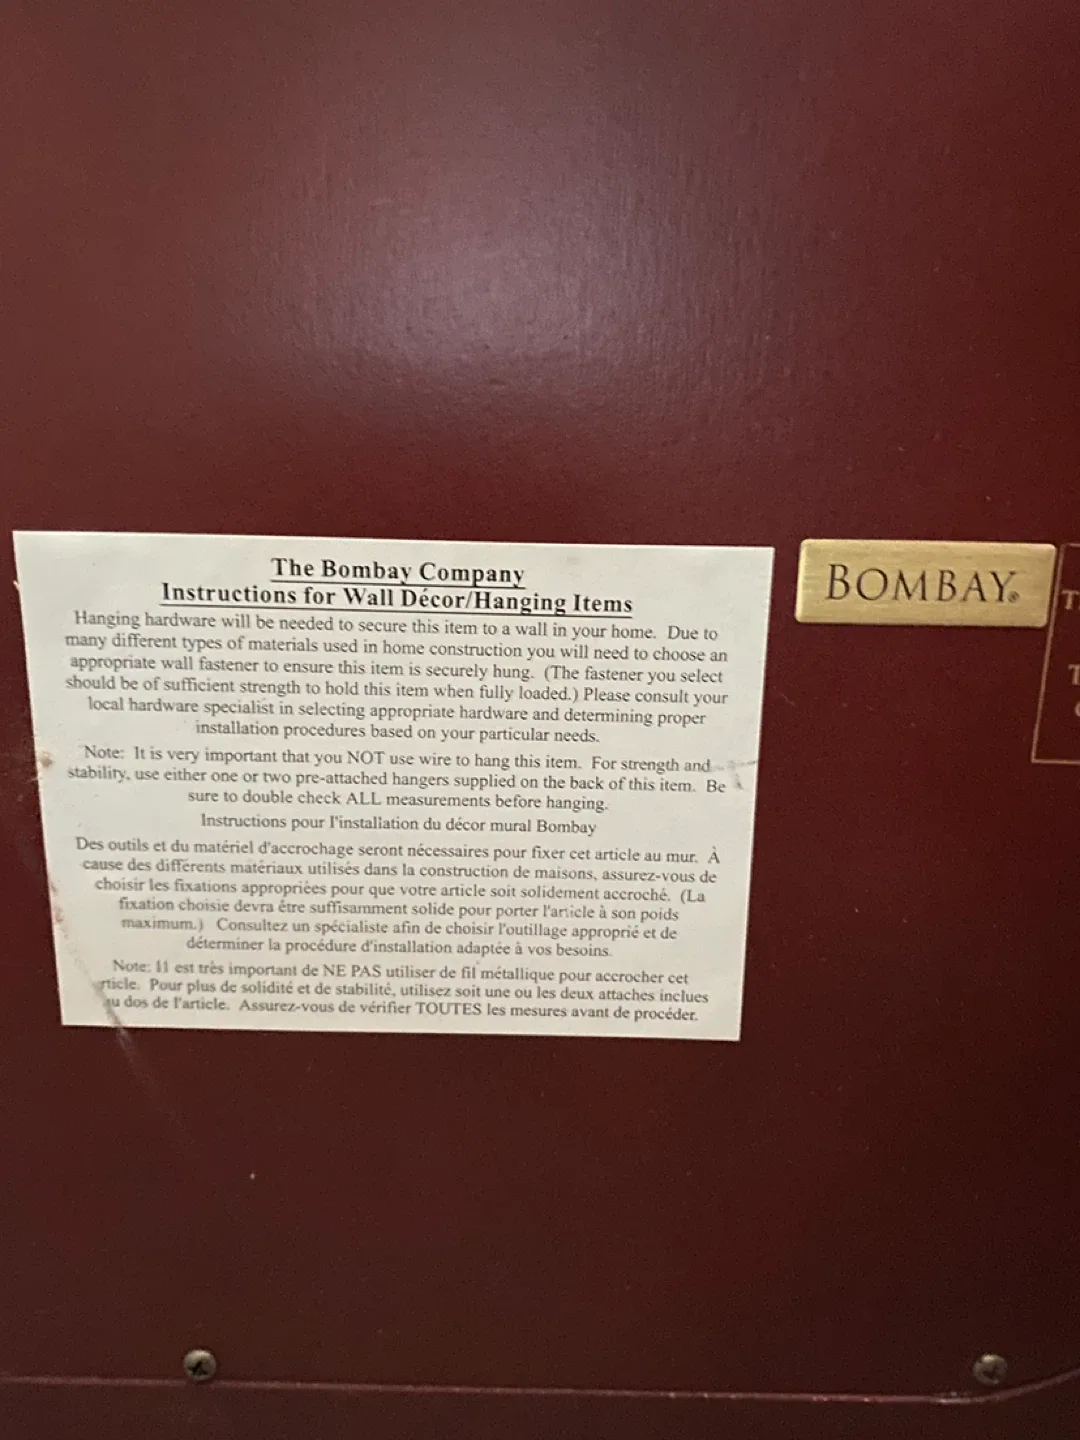 The Bombay Company
Instructions for Wall Décor/Hanging Items
Hanging hardware will be needed to secure this item to a wall in your home. Due to
many different types of materials used in home construction you will need to choose an
appropriate wall fastener to ensure this item is securely hung. (The fastener you select
should be of sufficient strength to hold this item when fully loaded.) Please consult your
local hardware specialist in selecting appropriate hardware and determining proper
installation procedures based on your particular needs.
Note: It is very important that you NOT use wire to hang this item. For strength and
stability, use either one or two pre-attached hangers supplied on the back of this item. Be
sure to double check ALL measurements before hanging.
Instructions pour l'installation du décor mural Bombay
Des outils et du matériel d'accrochage seront nécessaires pour fixer cet article au mur. À
cause des différents matériaux utilisés dans la construction de maisons, assurez-vous de
choisir les fixations appropriées pour que votre article soit solidement accroché. (La
fixation choisie devra être suffisamment solide pour porter l'article à son poids
maximum.) Consultez un spécialiste afin de choisir l'outillage approprié et de
déterminer la procédure d'installation adaptée à vos besoins.
Note: Il est très important de NE PAS utiliser de fil métallique pour accrocher cet
rticle. Pour plus de solidité et de stabilité, utilisez soit une ou les deux attaches inclues
au dos de l'article. Assurez-vous de vérifier TOUTES les mesures avant de procéder.
BOMBAY®